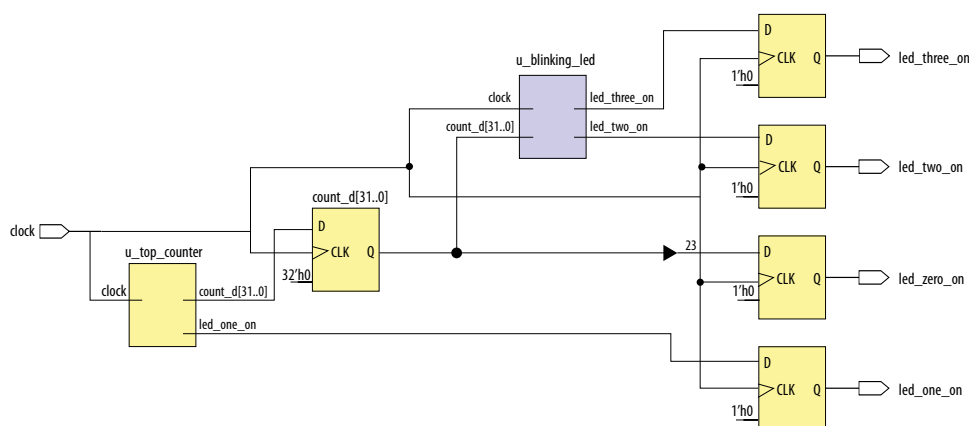 D
CLK
Q
1'h0
led_three_on
u_blinking_led
clock
led_three_on
count_d[31..0]
led_two_on
D
CLK
Q
1'h0
led_two_on
count_d[31..0]
D
CLK
Q
32'h0
clock
u_top_counter
clock
count_d[31..0]
led_one_on
23
D
CLK
Q
1'h0
led_zero_on
D
CLK
Q
1'h0
led_one_on